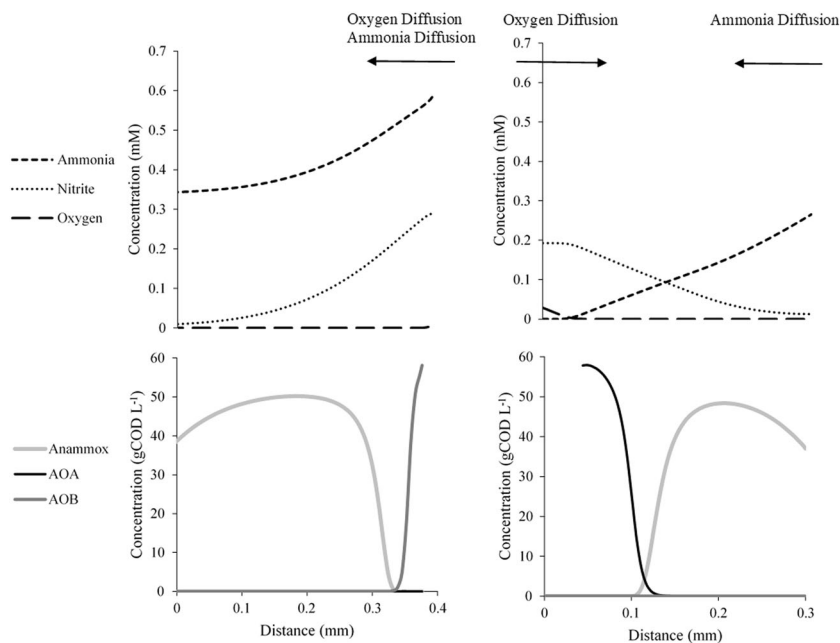 Oxygen Diffusion
Ammonia Diffusion
Oxygen Diffusion
Ammonia Diffusion
Concentration (mM)
0.7
0.6
0.5
0.4
0.3
0.2
0.1
0
Ammonia
Nitrite
Oxygen
Concentration (mM)
0.7
0.6
0.5
0.4
0.3
0.2
0.1
0
Concentration (gCOD L-1)
60
50
40
30
20
10
0
Anammox
AOA
AOB
0
0.1
0.2
0.3
0.4
Distance (mm)
Concentration (gCOD L-1)
60
50
40
30
20
10
0
0
0.1
0.2
0.3
Distance (mm)